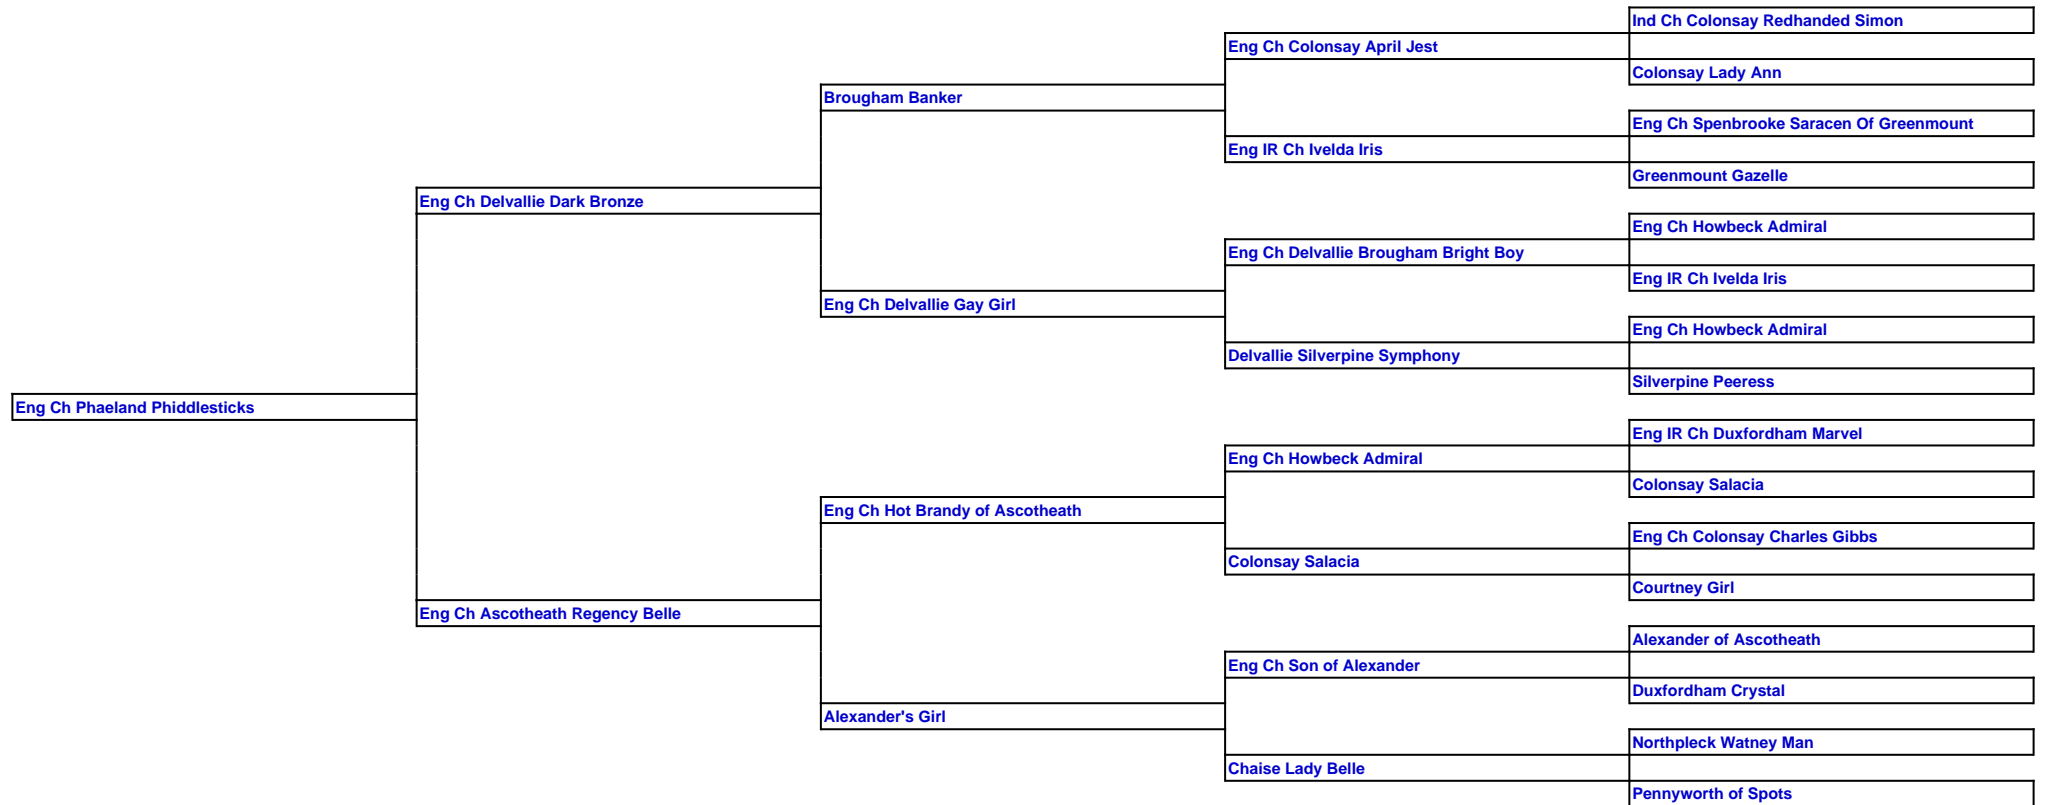 Ind Ch Colonsay Redhanded Simon
Eng Ch Colonsay April Jest
Colonsay Lady Ann
Brougham Banker
Eng Ch Spenbrooke Saracen Of Greenmount
Eng IR Ch Ivelda Iris
Greenmount Gazelle
Eng Ch Delvallie Dark Bronze
Eng Ch Howbeck Admiral
Eng Ch Delvallie Brougham Bright Boy
Eng IR Ch Ivelda Iris
Eng Ch Delvallie Gay Girl
Eng Ch Howbeck Admiral
Delvallie Silverpine Symphony
Silverpine Peeress
Eng Ch Phaeland Phiddlesticks
Eng IR Ch Duxfordham Marvel
Eng Ch Howbeck Admiral
Colonsay Salacia
Eng Ch Hot Brandy of Ascotheath
Eng Ch Colonsay Charles Gibbs
Colonsay Salacia
Courtney Girl
Eng Ch Ascotheath Regency Belle
Alexander of Ascotheath
Eng Ch Son of Alexander
Duxfordham Crystal
Alexander's Girl
Northpleck Watney Man
Chaise Lady Belle
Pennyworth of Spots